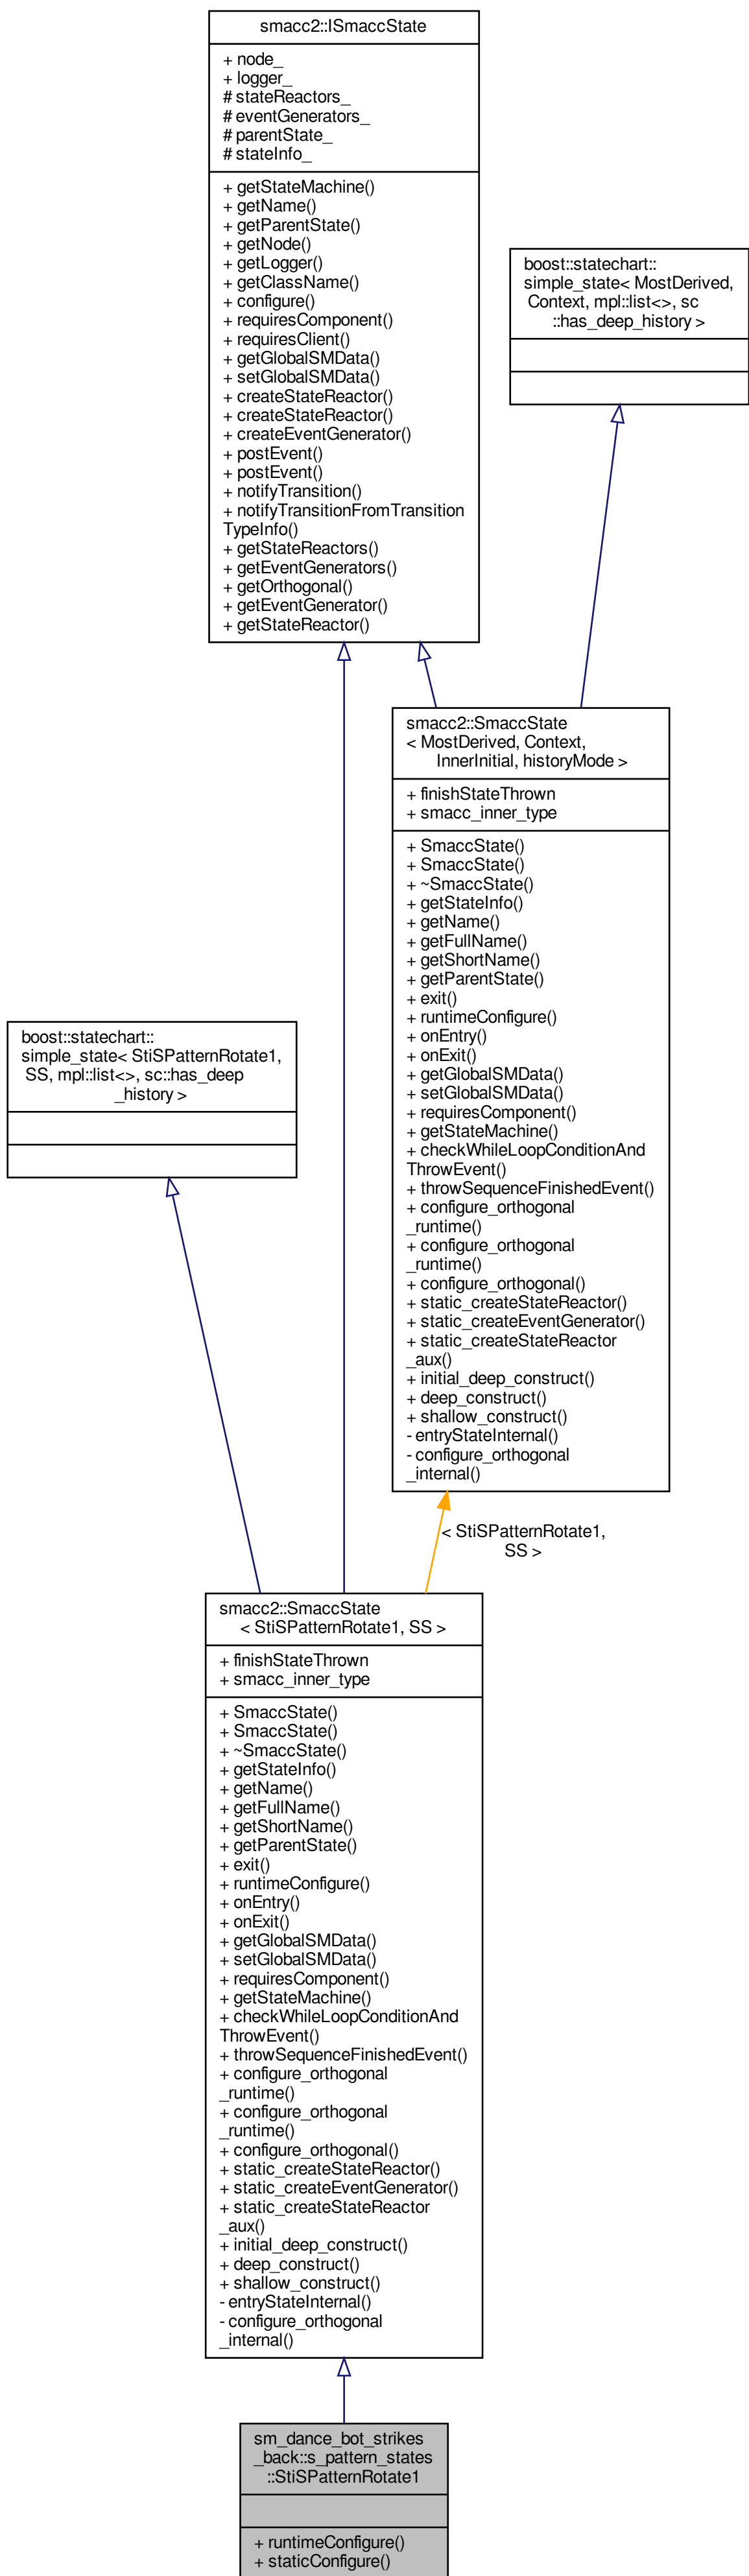 smacc2::ISmaccState
+ node_
+ logger_
# stateReactors_
# eventGenerators_
# parentState_
# stateInfo_
+ getStateMachine()
+ getName()
+ getParentState()
+ getNode()
+ getLogger()
+ getClassName()
+ configure()
+ requiresComponent()
+ requiresClient()
+ getGlobalSMData()
+ setGlobalSMData()
+ createStateReactor()
+ createStateReactor()
+ createEventGenerator()
+ postEvent()
+ postEvent()
+ notifyTransition()
+ notifyTransitionFromTransition
TypeInfo()
+ getStateReactors()
+ getEventGenerators()
+ getOrthogonal()
+ getEventGenerator()
+ getStateReactor()
boost::statechart::
simple_state< MostDerived,
Context, mpl::list<>, sc
::has_deep_history >
smacc2::SmaccState
< MostDerived, Context,
InnerInitial, historyMode >
+ finishStateThrown
+ smacc_inner_type
+ SmaccState()
+ SmaccState()
+ ~SmaccState()
+ getStateInfo()
+ getName()
+ getFullName()
+ getShortName()
+ getParentState()
+ exit()
+ runtimeConfigure()
+ onEntry()
+ onExit()
+ getGlobalSMData()
+ setGlobalSMData()
+ requiresComponent()
+ getStateMachine()
+ checkWhileLoopConditionAnd
ThrowEvent()
+ throwSequenceFinishedEvent()
+ configure_orthogonal
_runtime()
+ configure_orthogonal
_runtime()
+ configure_orthogonal()
+ static_createStateReactor()
+ static_createEventGenerator()
+ static_createStateReactor
_aux()
+ initial_deep_construct()
+ deep_construct()
+ shallow_construct()
- entryStateInternal()
- configure_orthogonal
_internal()
boost::statechart::
simple_state< StiSPatternRotate1,
SS, mpl::list<>, sc::has_deep
_history >
< StiSPatternRotate1,
SS >
smacc2::SmaccState
< StiSPatternRotate1, SS >
+ finishStateThrown
+ smacc_inner_type
+ SmaccState()
+ SmaccState()
+ ~SmaccState()
+ getStateInfo()
+ getName()
+ getFullName()
+ getShortName()
+ getParentState()
+ exit()
+ runtimeConfigure()
+ onEntry()
+ onExit()
+ getGlobalSMData()
+ setGlobalSMData()
+ requiresComponent()
+ getStateMachine()
+ checkWhileLoopConditionAnd
ThrowEvent()
+ throwSequenceFinishedEvent()
+ configure_orthogonal
_runtime()
+ configure_orthogonal
_runtime()
+ configure_orthogonal()
+ static_createStateReactor()
+ static_createEventGenerator()
+ static_createStateReactor
_aux()
+ initial_deep_construct()
+ deep_construct()
+ shallow_construct()
- entryStateInternal()
- configure_orthogonal
_internal()
sm_dance_bot_strikes
_back::s_pattern_states
::StiSPatternRotate1
+ runtimeConfigure()
+ staticConfigure()